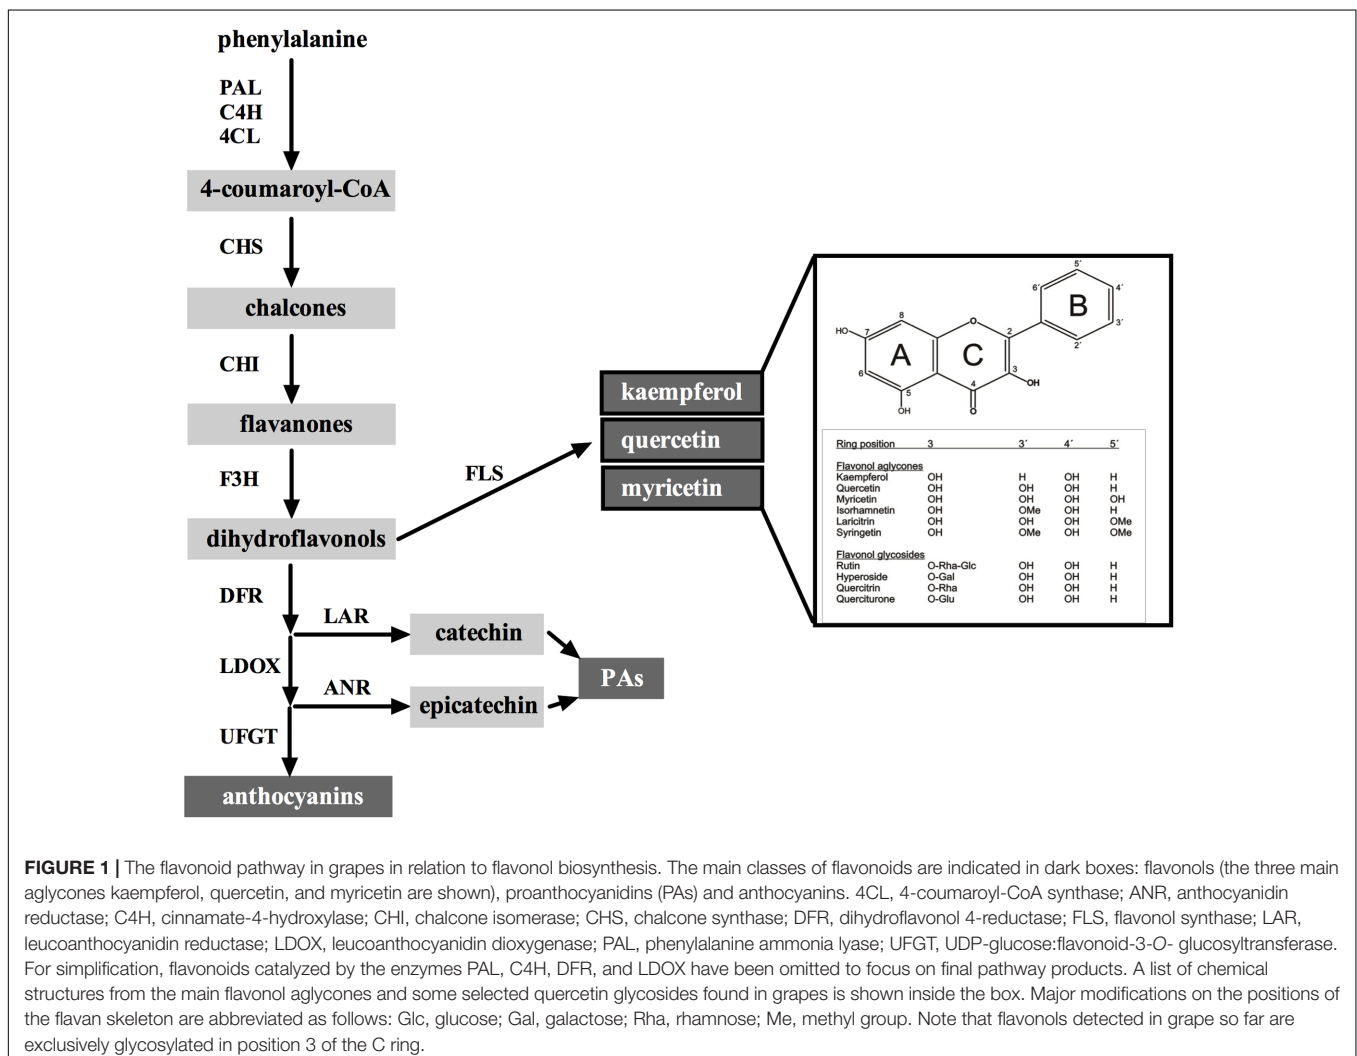 phenylalanine
PAL
C4H
4CL
4-coumaroyl-CoA
CHS
chalcones
CHI
flavanones
F3H
dihydroflavonols
FLS
kaempferol
quercetin
myricetin
DFR
LAR
catechin
LDOX
ANR
epicatechin
PAs
UFGT
anthocyanins
5´
6´
4´
B
3´
2´
8
O
2
HO
7
A
C
3
OH
6
5
4
OH
O
Ring position 3 3´ 4´ 5´
Flavonol aglycones
Kaempferol OH H OH H
Quercetin OH OH OH H
Myricetin OH OH OH OH
Isorhamnetin OH OMe OH H
Laricitrin OH OH OH OMe
Syringetin OH OMe OH OMe
Flavonol glycosides
Rutin O-Rha-Glc OH OH H
Hyperoside O-Gal OH OH H
Quercitrin O-Rha OH OH H
Querciturone O-Glu OH OH H
FIGURE 1 | The flavonoid pathway in grapes in relation to flavonol biosynthesis. The main classes of flavonoids are indicated in dark boxes: flavonols (the three main
aglycones kaempferol, quercetin, and myricetin are shown), proanthocyanidins (PAs) and anthocyanins. 4CL, 4-coumaroyl-CoA synthase; ANR, anthocyanidin
reductase; C4H, cinnamate-4-hydroxylase; CHI, chalcone isomerase; CHS, chalcone synthase; DFR, dihydroflavonol 4-reductase; FLS, flavonol synthase; LAR,
leucoanthocyanidin reductase; LDOX, leucoanthocyanidin dioxygenase; PAL, phenylalanine ammonia lyase; UFGT, UDP-glucose:flavonoid-3-O- glucosyltransferase.
For simplification, flavonoids catalyzed by the enzymes PAL, C4H, DFR, and LDOX have been omitted to focus on final pathway products. A list of chemical
structures from the main flavonol aglycones and some selected quercetin glycosides found in grapes is shown inside the box. Major modifications on the positions of
the flavan skeleton are abbreviated as follows: Glc, glucose; Gal, galactose; Rha, rhamnose; Me, methyl group. Note that flavonols detected in grape so far are
exclusively glycosylated in position 3 of the C ring.